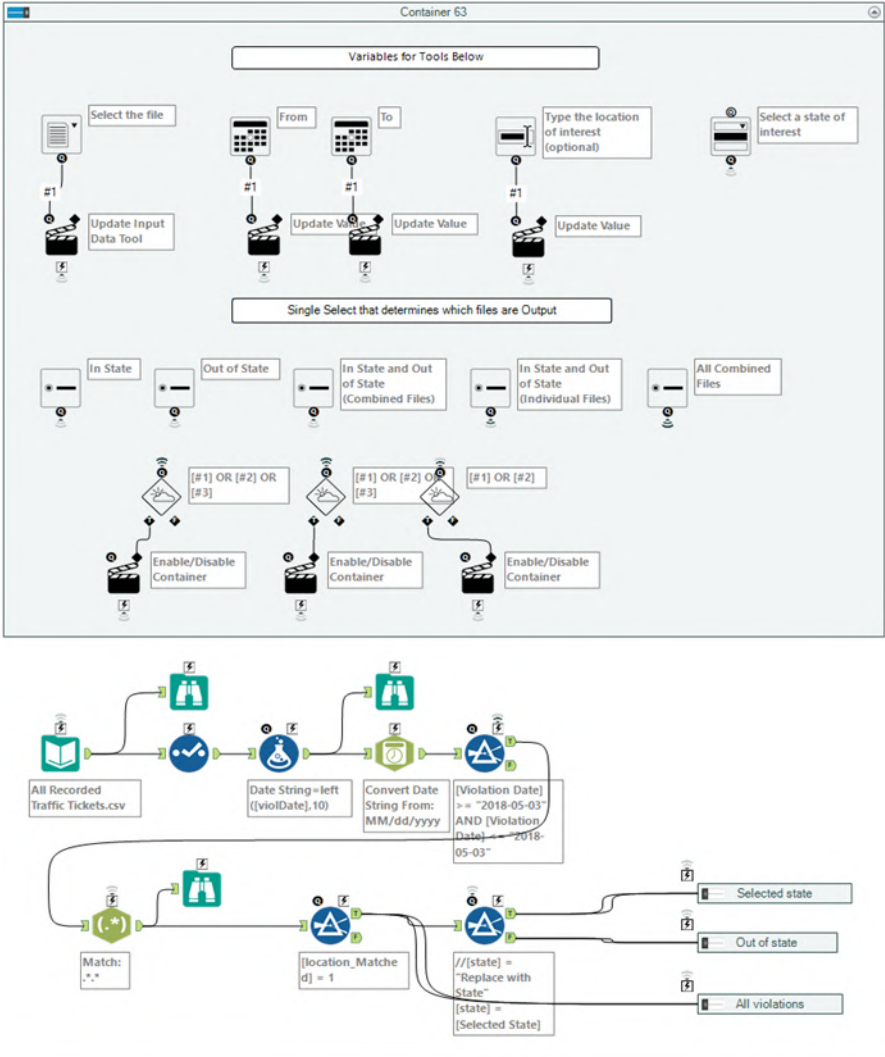 Container 63
Variables for Tools Below
Select the file
From
To
Type the location
of interest
(optional)
Select a state of
interest
#1
#1
#1
#1
Update Input
Data Tool
Update Value
Update Value
Update Value
Single Select that determines which files are Output
In State
Out of State
In State and Out
of State
(Combined Files)
In State and Out
of State
(Individual Files)
All Combined
Files
[#1] OR [#2] OR
[#3]
[#1] OR [#2] OR
[#3]
[#1] OR [#2]
T F
T F
T F
Enable/Disable
Container
Enable/Disable
Container
Enable/Disable
Container
All Recorded
Traffic Tickets.csv
Date String=left
([violDate],10)
Convert Date
String From:
MM/dd/yyyy
[Violation Date]
>= "2018-05-03"
AND [Violation
Date] <= "2018-
05-03"
T
F
(.*)
Match:
.*.*
T
F
[location_Matche
d] = 1
T
F
//[state] =
"Replace with
State"
[state] =
[Selected State]
Selected state
Out of state
All violations